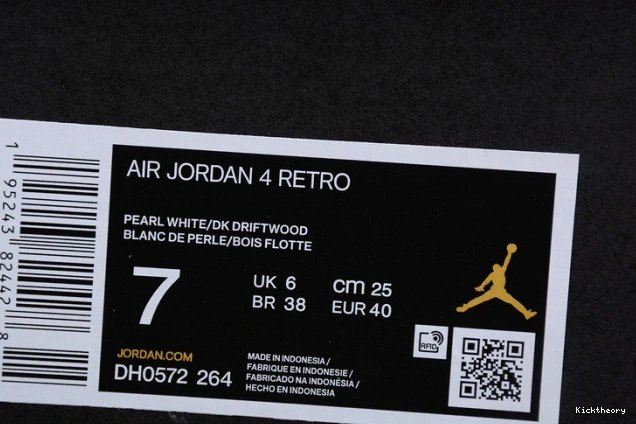 AIR JORDAN 4 RETRO
PEARL WHITE/DK DRIFTWOOD
BLANC DE PERLE/BOIS FLOTTE
7
UK 6 cm 25
BR 38 EUR 40
RFID
JORDAN.COM
DH0572 264
MADE IN INDONESIA /
FABRIQUE EN INDONESIE /
FABRICADO NA INDONÉSIA /
HECHO EN INDONESIA
1 95243 82442 8
Kicktheory